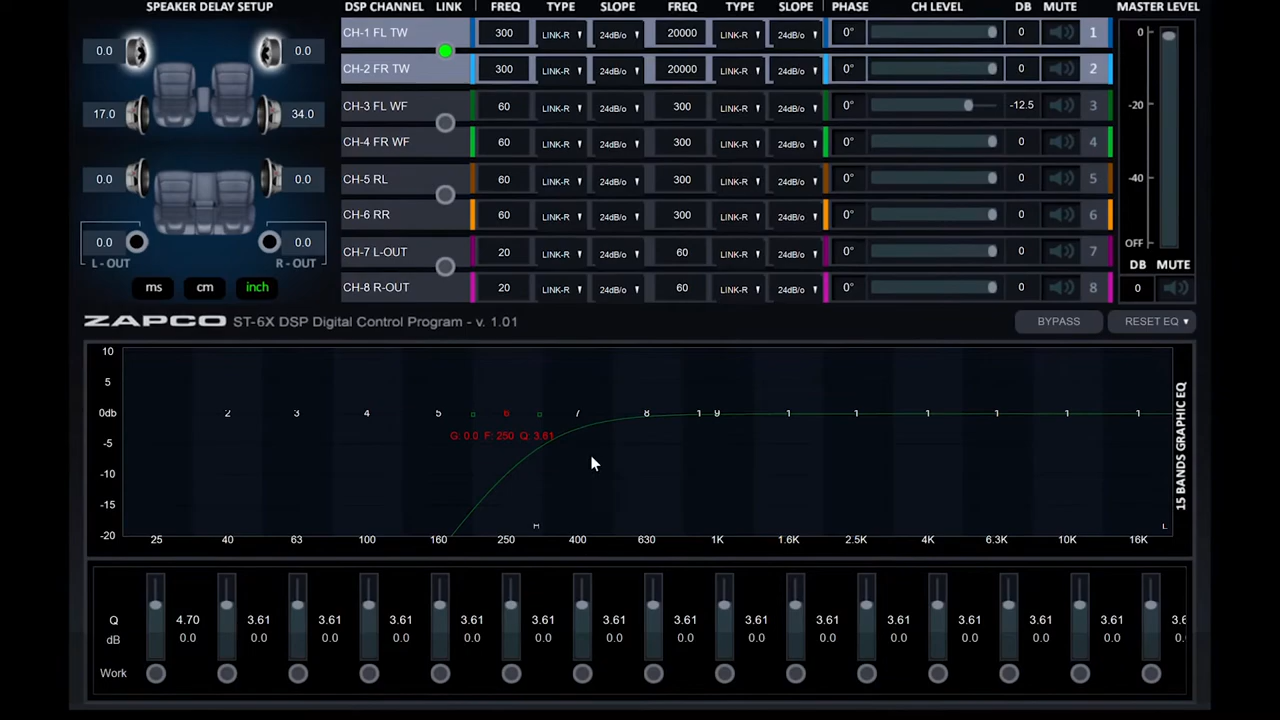 SPEAKER DELAY SETUP
DSP CHANNEL LINK FREQ TYPE SLOPE FREQ TYPE SLOPE PHASE CH LEVEL DB MUTE MASTER LEVEL
0.0 0.0
17.0 34.0
0.0 0.0
0.0 0.0
L - OUT R - OUT
ms cm inch
CH-1 FL TW 300 LINK-R 24dB/o 20000 LINK-R 24dB/o 0° 0 1
CH-2 FR TW 300 LINK-R 24dB/o 20000 LINK-R 24dB/o 0° 0 2
CH-3 FL WF 60 LINK-R 24dB/o 300 LINK-R 24dB/o 0° -12.5 3
CH-4 FR WF 60 LINK-R 24dB/o 300 LINK-R 24dB/o 0° 0 4
CH-5 RL 60 LINK-R 24dB/o 300 LINK-R 24dB/o 0° 0 5
CH-6 RR 60 LINK-R 24dB/o 300 LINK-R 24dB/o 0° 0 6
CH-7 L-OUT 20 LINK-R 24dB/o 60 LINK-R 24dB/o 0° 0 7
CH-8 R-OUT 20 LINK-R 24dB/o 60 LINK-R 24dB/o 0° 0 8
0
-20
-40
OFF
DB MUTE
0
ZAPCO ST-6X DSP Digital Control Program - v. 1.01
BYPASS RESET EQ
10
5
0db 2 3 4 5 6 7 8 1 9 1 1 1 1 1 1
G: 0.0 F: 250 Q: 3.61
-5
-10
-15
-20
H L
25 40 63 100 160 250 400 630 1K 1.6K 2.5K 4K 6.3K 10K 16K
15 BANDS GRAPHIC EQ
Q 4.70 3.61 3.61 3.61 3.61 3.61 3.61 3.61 3.61 3.61 3.61 3.61 3.61 3.61
dB 0.0 0.0 0.0 0.0 0.0 0.0 0.0 0.0 0.0 0.0 0.0 0.0 0.0 0.0
Work